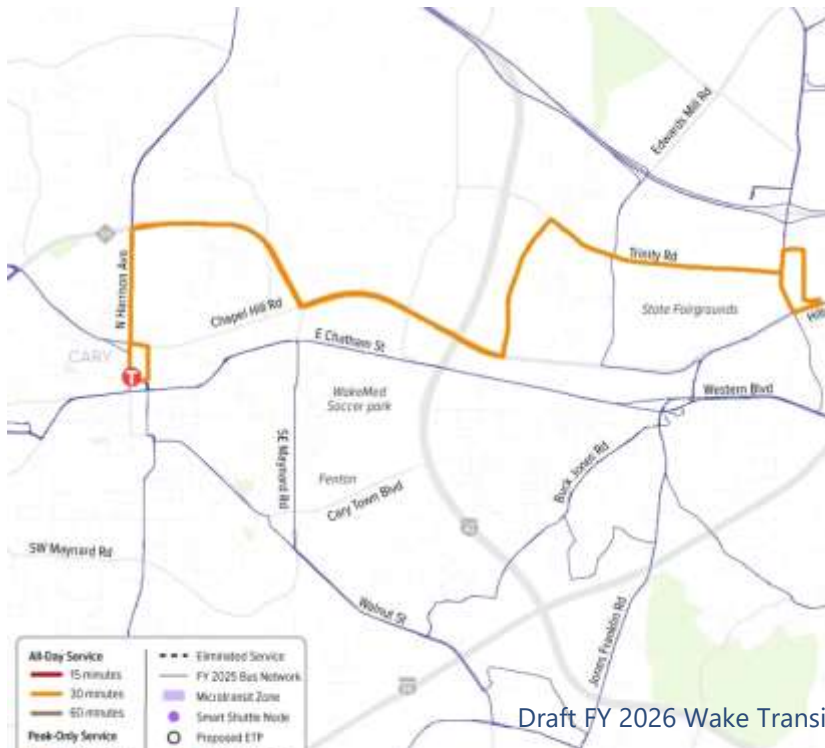 Edwards Mill Rd
N Harrison Ave
Trinity Rd
Chapel Hill Rd
State Fairgrounds
E Chatham St
CARY
T
Western Blvd
WakeMed
Soccer park
SE Maynard Rd
Buck Jones Rd
Fenton
Cary Town Blvd
SW Maynard Rd
Walnut St
Jones Franklin Rd
All-Day Service
15 minutes
30 minutes
60 minutes
Peak-Only Service
Eliminated Service
FY 2025 Bus Network
Microtransit Zone
Smart Shuttle Node
Proposed ETP
Draft FY 2026 Wake Transi